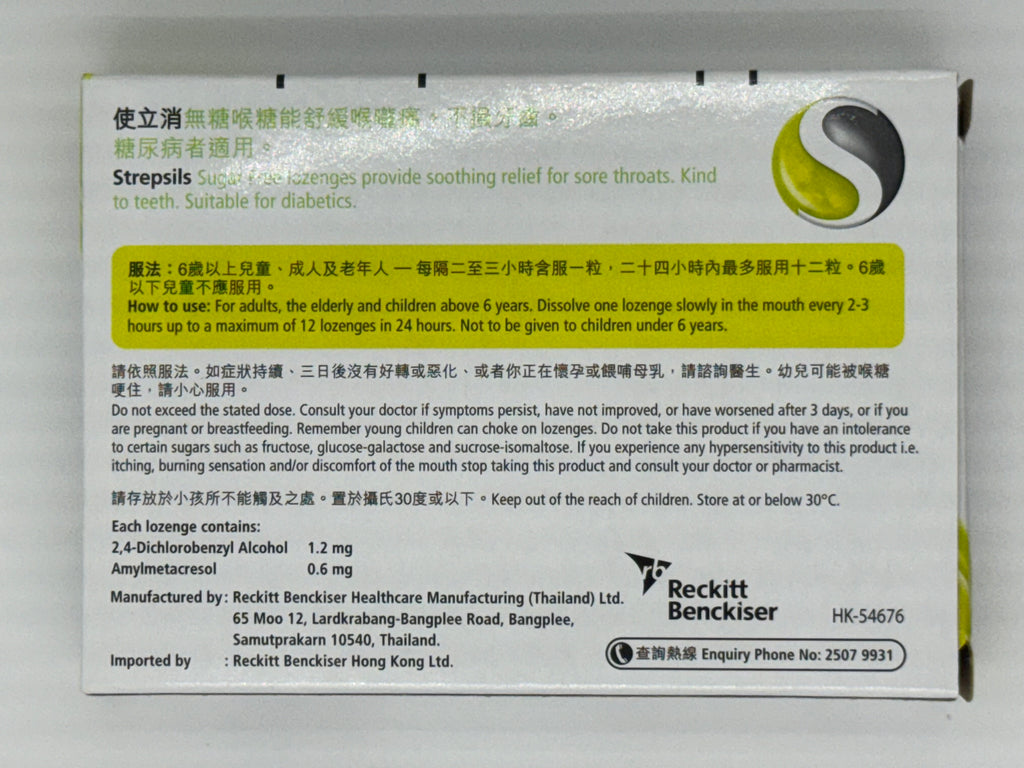 使立消無糖喉糖能舒緩喉嚨痛。不損牙齒。
糖尿病者適用。
Strepsils Sugar Free lozenges provide soothing relief for sore throats. Kind
to teeth. Suitable for diabetics.
服法：6歲以上兒童、成人及老年人 — 每隔二至三小時含服一粒，二十四小時內最多服用十二粒。6歲
以下兒童不應服用。
How to use: For adults, the elderly and children above 6 years. Dissolve one lozenge slowly in the mouth every 2-3
hours up to a maximum of 12 lozenges in 24 hours. Not to be given to children under 6 years.
請依照服法。如症狀持續、三日後沒有好轉或惡化、或者你正在懷孕或餵哺母乳，請諮詢醫生。幼兒可能被喉糖
哽住，請小心服用。
Do not exceed the stated dose. Consult your doctor if symptoms persist, have not improved, or have worsened after 3 days, or if you
are pregnant or breastfeeding. Remember young children can choke on lozenges. Do not take this product if you have an intolerance
to certain sugars such as fructose, glucose-galactose and sucrose-isomaltose. If you experience any hypersensitivity to this product i.e.
itching, burning sensation and/or discomfort of the mouth stop taking this product and consult your doctor or pharmacist.
請存放於小孩所不能觸及之處。置於攝氏30度或以下。Keep out of the reach of children. Store at or below 30°C.
Each lozenge contains:
2,4-Dichlorobenzyl Alcohol 1.2 mg
Amylmetacresol 0.6 mg
Manufactured by : Reckitt Benckiser Healthcare Manufacturing (Thailand) Ltd.
65 Moo 12, Lardkrabang-Bangplee Road, Bangplee,
Samutprakarn 10540, Thailand.
Imported by : Reckitt Benckiser Hong Kong Ltd.
rb
Reckitt
Benckiser
HK-54676
查詢熱線 Enquiry Phone No: 2507 9931